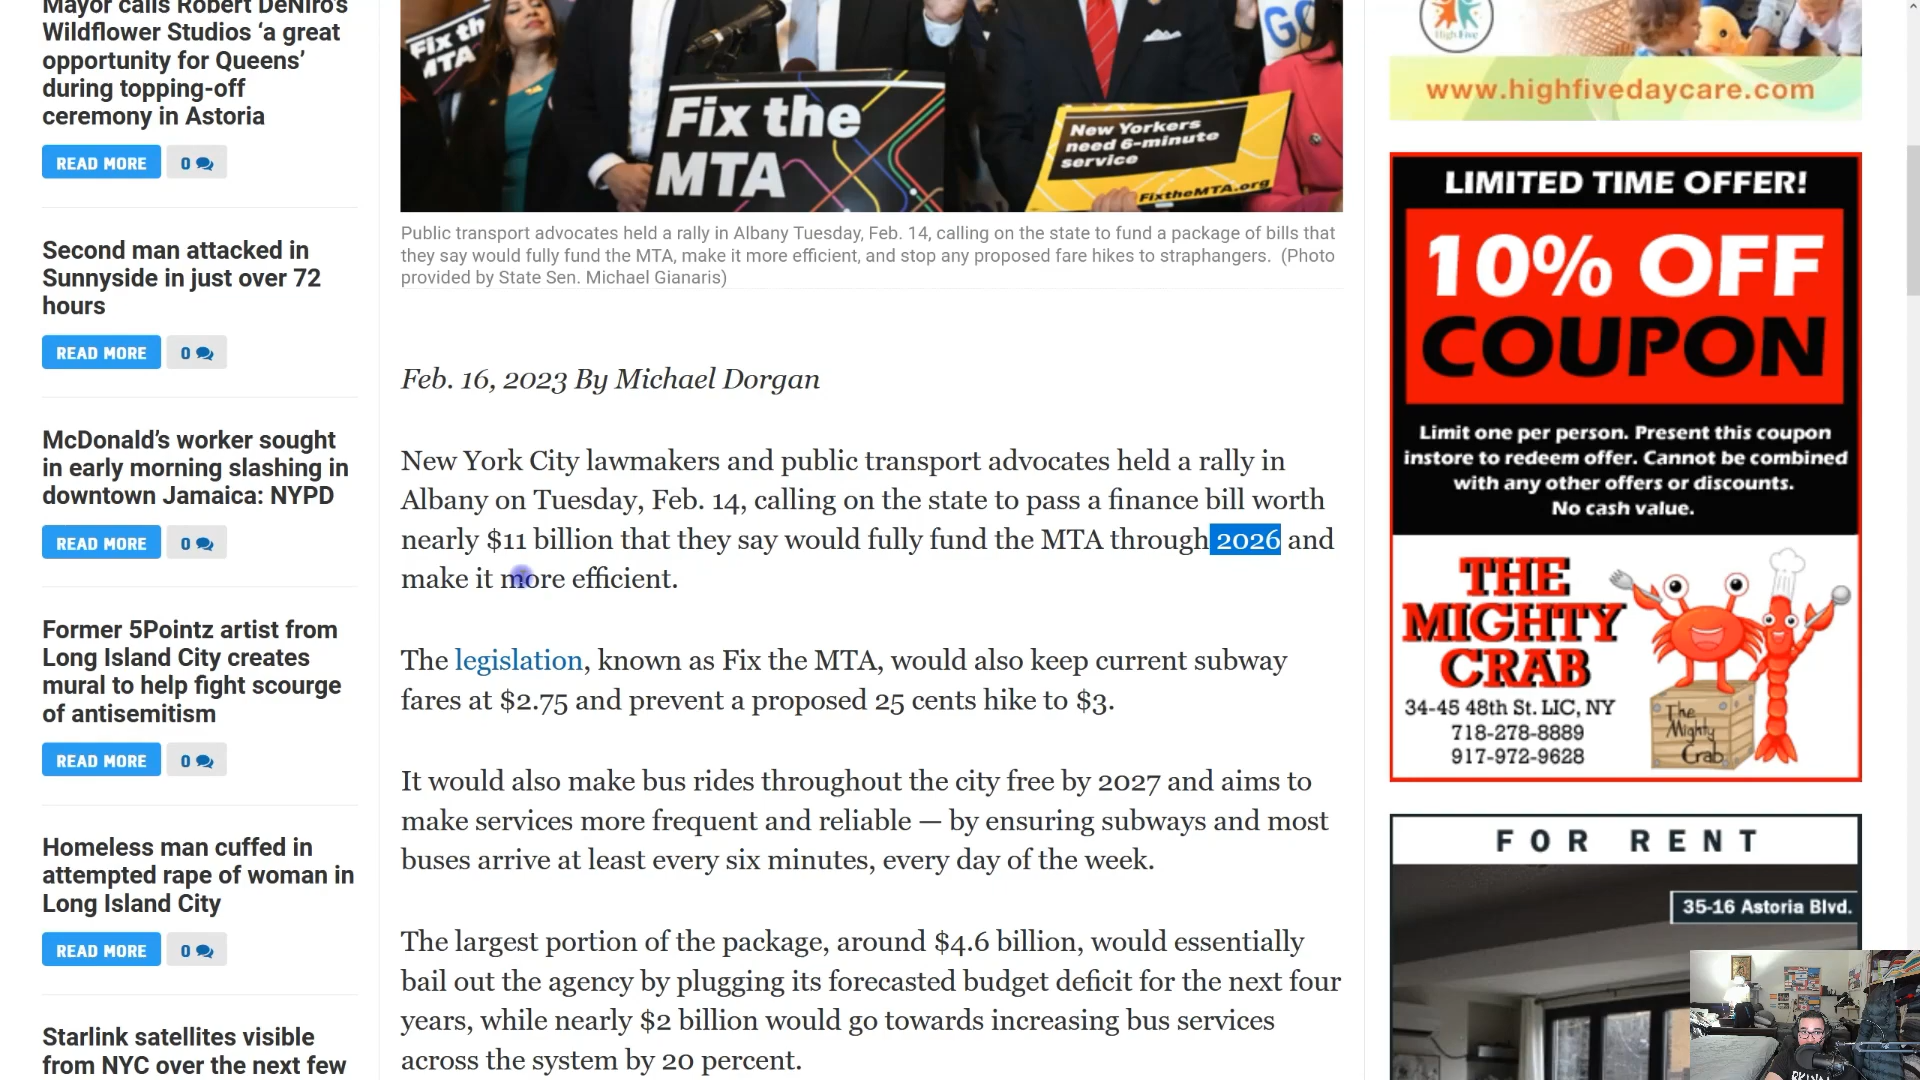 Mayor calls Robert DeNiro's
Wildflower Studios ‘a great
opportunity for Queens’
during topping-off
ceremony in Astoria
READ MORE
0
Second man attacked in
Sunnyside in just over 72
hours
READ MORE
0
McDonald’s worker sought
in early morning slashing in
downtown Jamaica: NYPD
READ MORE
0
Former 5Pointz artist from
Long Island City creates
mural to help fight scourge
of antisemitism
READ MORE
0
Homeless man cuffed in
attempted rape of woman in
Long Island City
READ MORE
0
Starlink satellites visible
from NYC over the next few
Fix the
MTA
Fix the
MTA
New Yorkers
need 6-minute
service
FixtheMTA.org
GO
Public transport advocates held a rally in Albany Tuesday, Feb. 14, calling on the state to fund a package of bills that
they say would fully fund the MTA, make it more efficient, and stop any proposed fare hikes to straphangers. (Photo
provided by State Sen. Michael Gianaris)
Feb. 16, 2023 By Michael Dorgan
New York City lawmakers and public transport advocates held a rally in
Albany on Tuesday, Feb. 14, calling on the state to pass a finance bill worth
nearly $11 billion that they say would fully fund the MTA through 2026 and
make it more efficient.
The legislation, known as Fix the MTA, would also keep current subway
fares at $2.75 and prevent a proposed 25 cents hike to $3.
It would also make bus rides throughout the city free by 2027 and aims to
make services more frequent and reliable — by ensuring subways and most
buses arrive at least every six minutes, every day of the week.
The largest portion of the package, around $4.6 billion, would essentially
bail out the agency by plugging its forecasted budget deficit for the next four
years, while nearly $2 billion would go towards increasing bus services
across the system by 20 percent.
High Five
www.highfivedaycare.com
LIMITED TIME OFFER!
10% OFF
COUPON
Limit one per person. Present this coupon
instore to redeem offer. Cannot be combined
with any other offers or discounts.
No cash value.
THE
MIGHTY
CRAB
34-45 48th St. LIC, NY
718-278-8889
917-972-9628
The
Mighty
Crab
FOR RENT
35-16 Astoria Blvd.